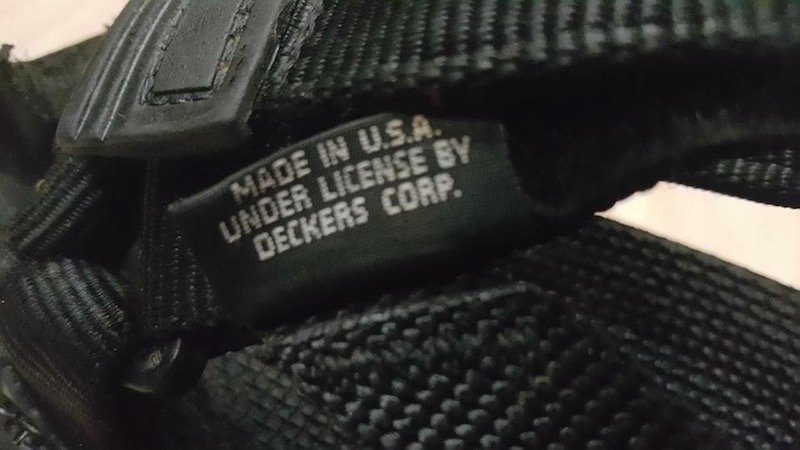 MADE IN U.S.A.
UNDER LICENSE BY
DECKERS CORP.